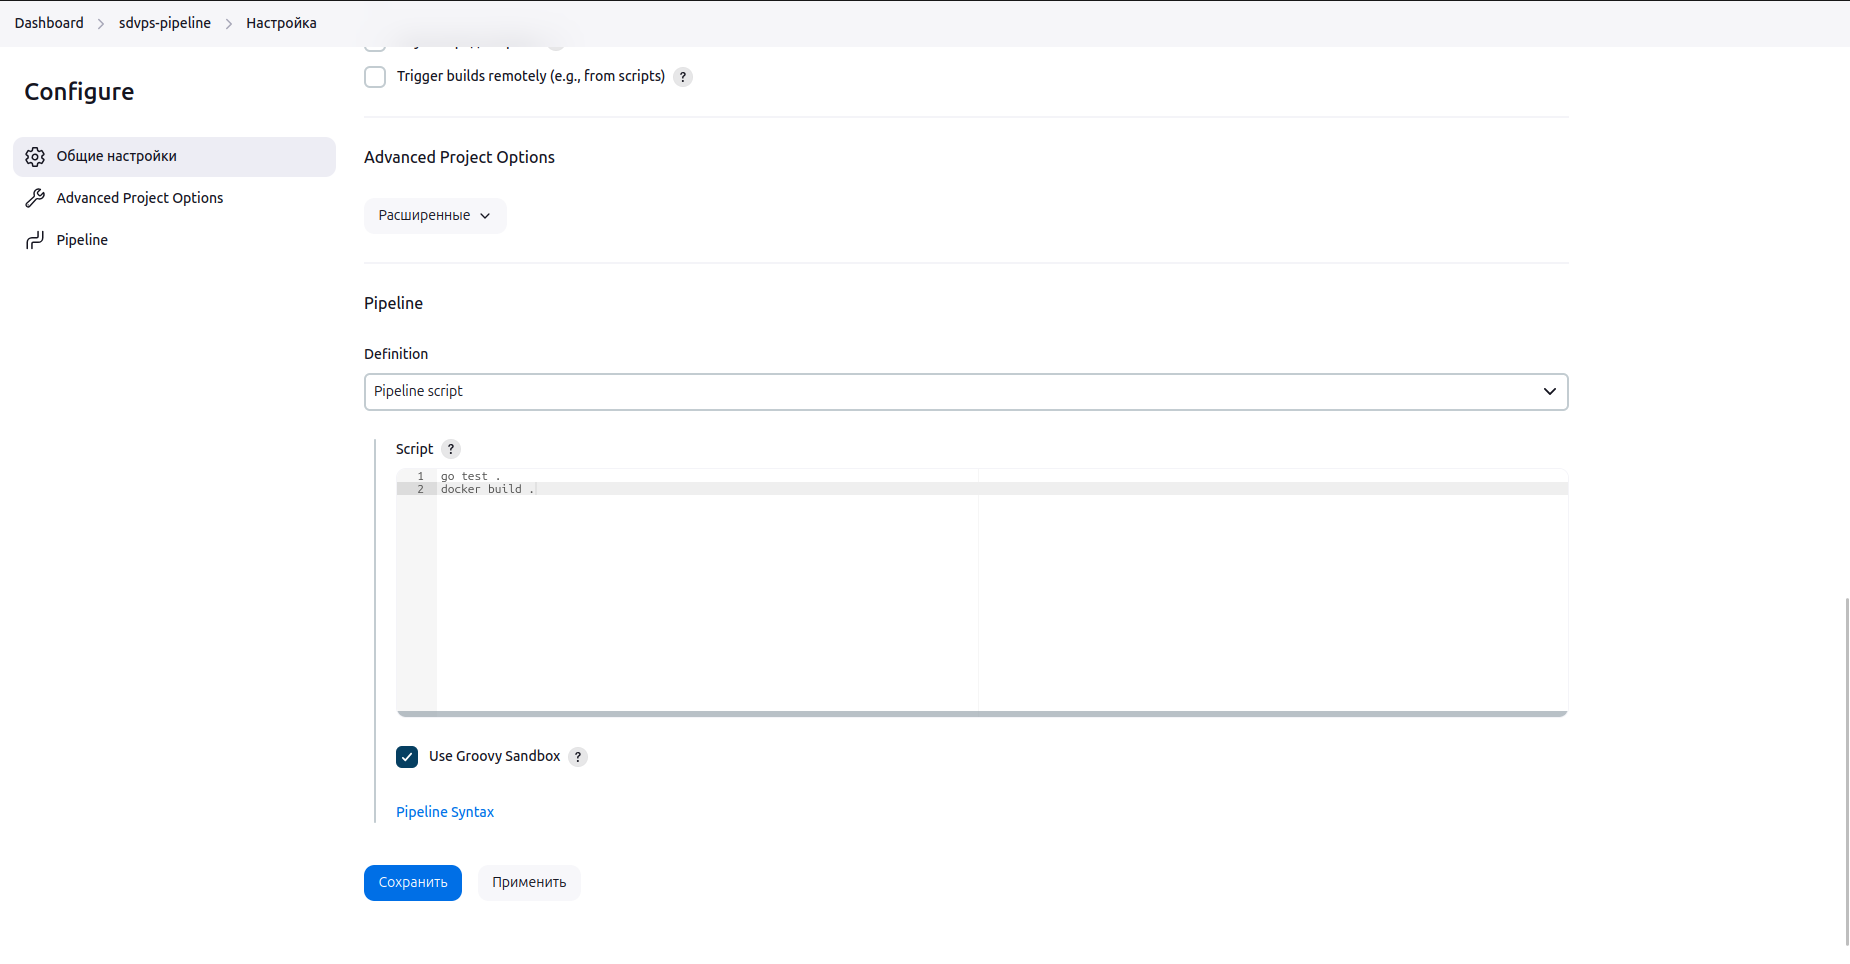 Dashboard > sdvps-pipeline > Настройка
Configure
Общие настройки
Advanced Project Options
Pipeline
Trigger builds remotely (e.g., from scripts) ?
Advanced Project Options
Расширенные
Pipeline
Definition
Pipeline script
Script ?
1 go test .
2 docker build .
Use Groovy Sandbox ?
Pipeline Syntax
Сохранить
Применить